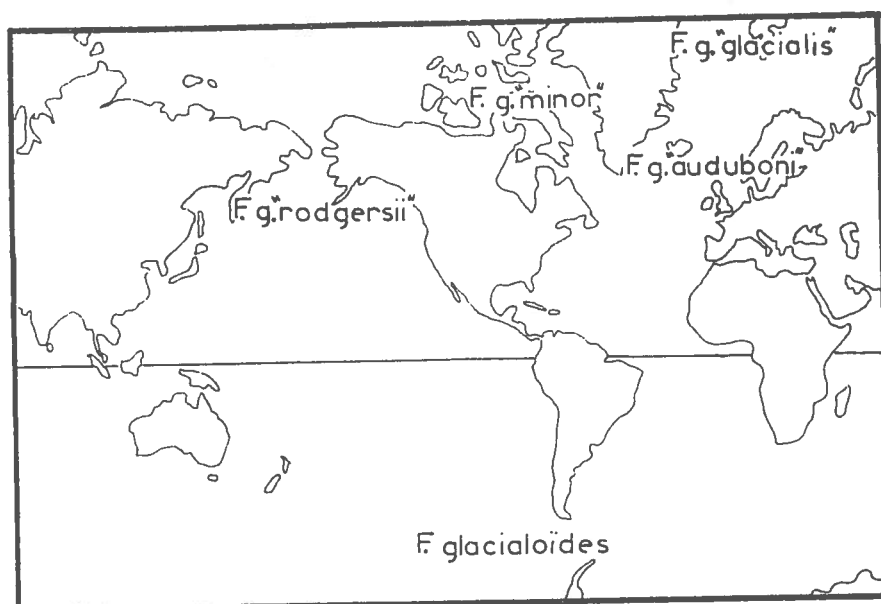 F. g."glacialis"
F. g."minor"
F. g."auduboni"
F. g."rodgersii"
F. glacialoïdes